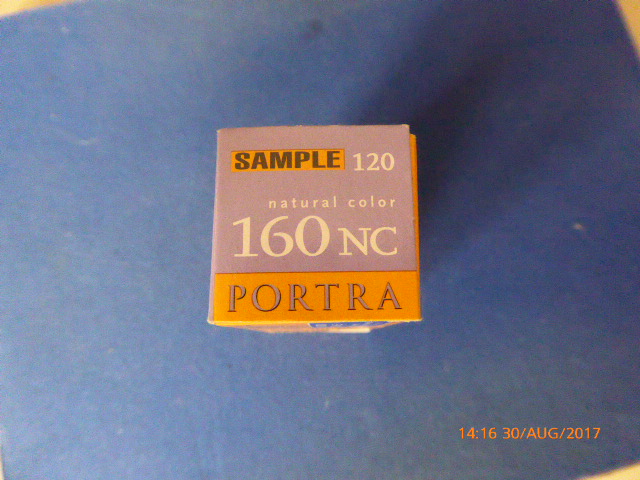 SAMPLE 120
natural color
160 NC
PORTRA
14:16 30/AUG/2017